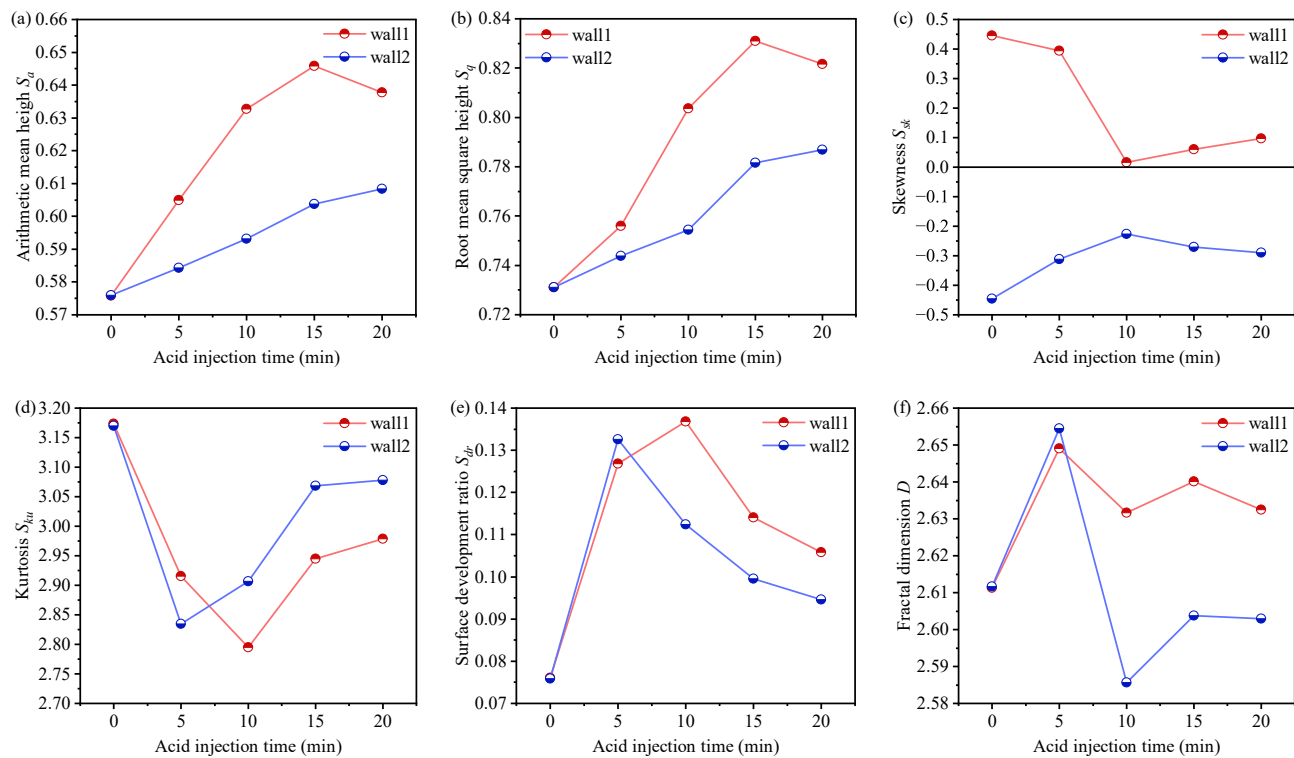 (a)
Arithmetic mean heigh Sa
0.66
0.65
0.64
0.63
0.62
0.61
0.60
0.59
0.58
0.57
wall1
wall2
0 5 10 15 20
Acid injection time (min)
(b)
Root mean square height Sq
0.84
0.82
0.80
0.78
0.76
0.74
0.72
wall1
wall2
0 5 10 15 20
Acid injection time (min)
(c)
Skewness Ssk
0.5
0.4
0.3
0.2
0.1
0.0
−0.1
−0.2
−0.3
−0.4
−0.5
wall1
wall2
0 5 10 15 20
Acid injection time (min)
(d)
Kurtosis Sku
3.20
3.15
3.10
3.05
3.00
2.95
2.90
2.85
2.80
2.75
2.70
wall1
wall2
0 5 10 15 20
Acid injection time (min)
(e)
Surface development ratio Sdr
0.14
0.13
0.12
0.11
0.10
0.09
0.08
0.07
wall1
wall2
0 5 10 15 20
Acid injection time (min)
(f)
Fractal dimension D
2.66
2.65
2.64
2.63
2.62
2.61
2.60
2.59
2.58
wall1
wall2
0 5 10 15 20
Acid injection time (min)